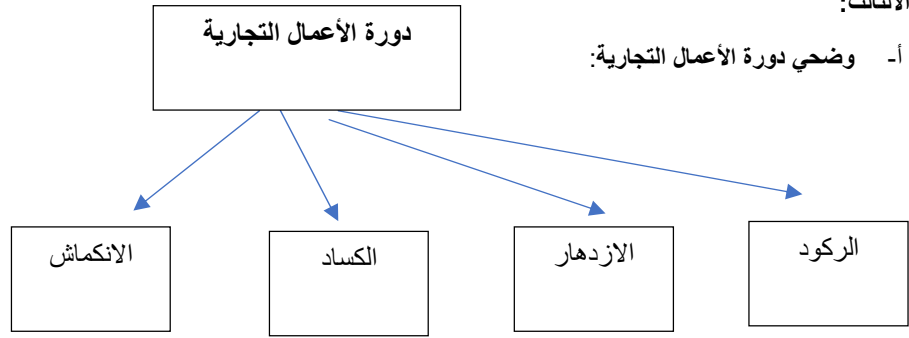 الثالث:
أ- وضحي دورة الأعمال التجارية:
دورة الأعمال التجارية
الركود
الازدهار
الكساد
الانكماش